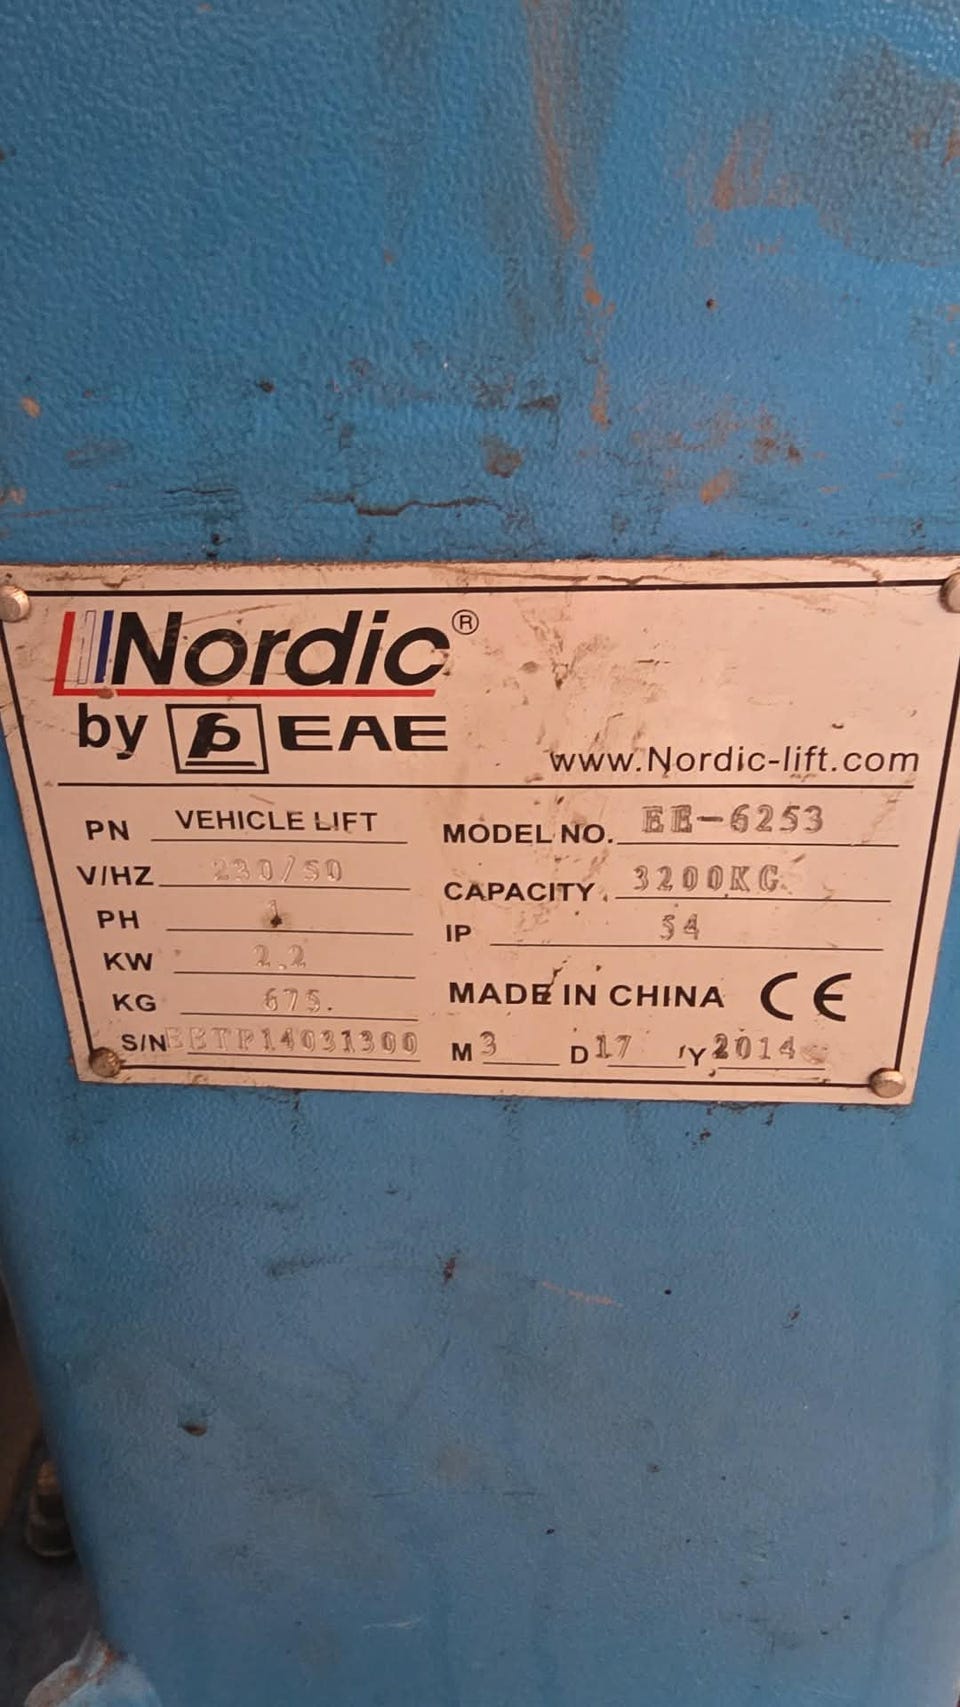 Nordic®
by EAE
www.Nordic-lift.com
PN VEHICLE LIFT
MODEL NO. EE-6253
V/HZ 230/50
CAPACITY 3200KG
PH 1
IP 54
KW 2.2
KG 675.
MADE IN CHINA CE
S/N EBTP14031300
M 3 D 17 Y 2014